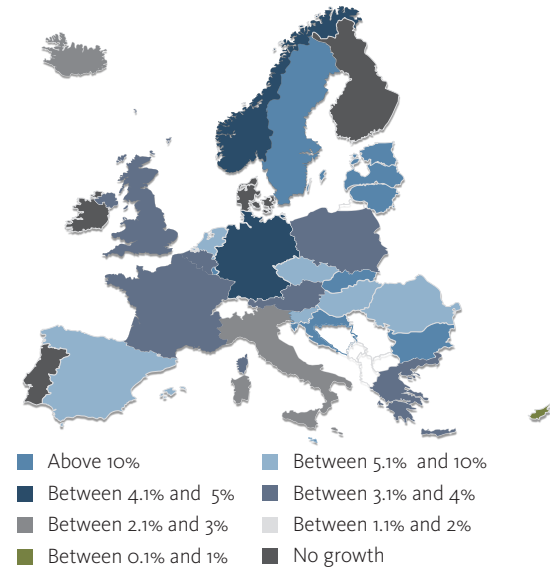 Above 10%
Between 5.1% and 10%
Between 4.1% and 5%
Between 3.1% and 4%
Between 2.1% and 3%
Between 1.1% and 2%
Between 0.1% and 1%
No growth